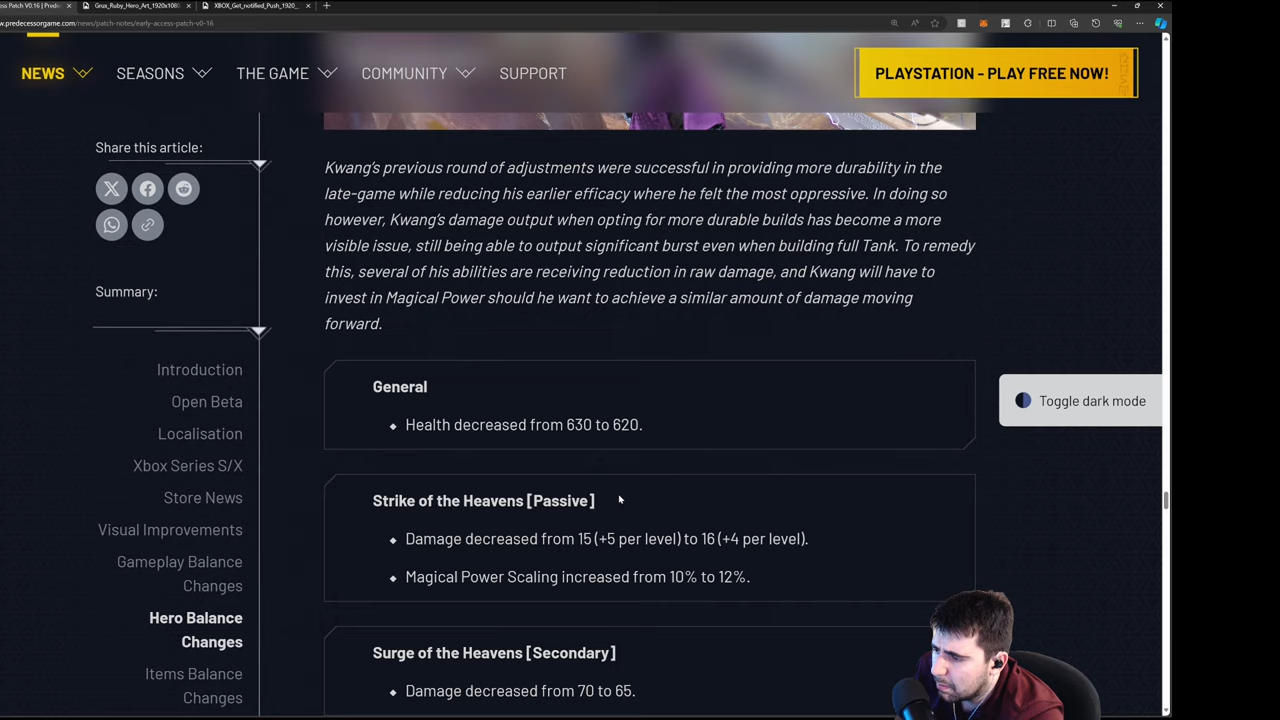 Press Patch V0.16 | Pred
Grux_Ruby_Hero_Art_1920x1080
XBOX_Get_notified_Push_1920_
www.predecessorgame.com/news/patch-notes/early-access-patch-v0-16
NEWS
SEASONS
THE GAME
COMMUNITY
SUPPORT
PLAYSTATION - PLAY FREE NOW!
Share this article:
Summary:
Introduction
Open Beta
Localisation
Xbox Series S/X
Store News
Visual Improvements
Gameplay Balance
Changes
Hero Balance
Changes
Items Balance
Changes
Kwang's previous round of adjustments were successful in providing more durability in the
late-game while reducing his earlier efficacy where he felt the most oppressive. In doing so
however, Kwang's damage output when opting for more durable builds has become a more
visible issue, still being able to output significant burst even when building full Tank. To remedy
this, several of his abilities are receiving reduction in raw damage, and Kwang will have to
invest in Magical Power should he want to achieve a similar amount of damage moving
forward.
General
Health decreased from 630 to 620.
Strike of the Heavens [Passive]
Damage decreased from 15 (+5 per level) to 16 (+4 per level).
Magical Power Scaling increased from 10% to 12%.
Surge of the Heavens [Secondary]
Damage decreased from 70 to 65.
Toggle dark mode